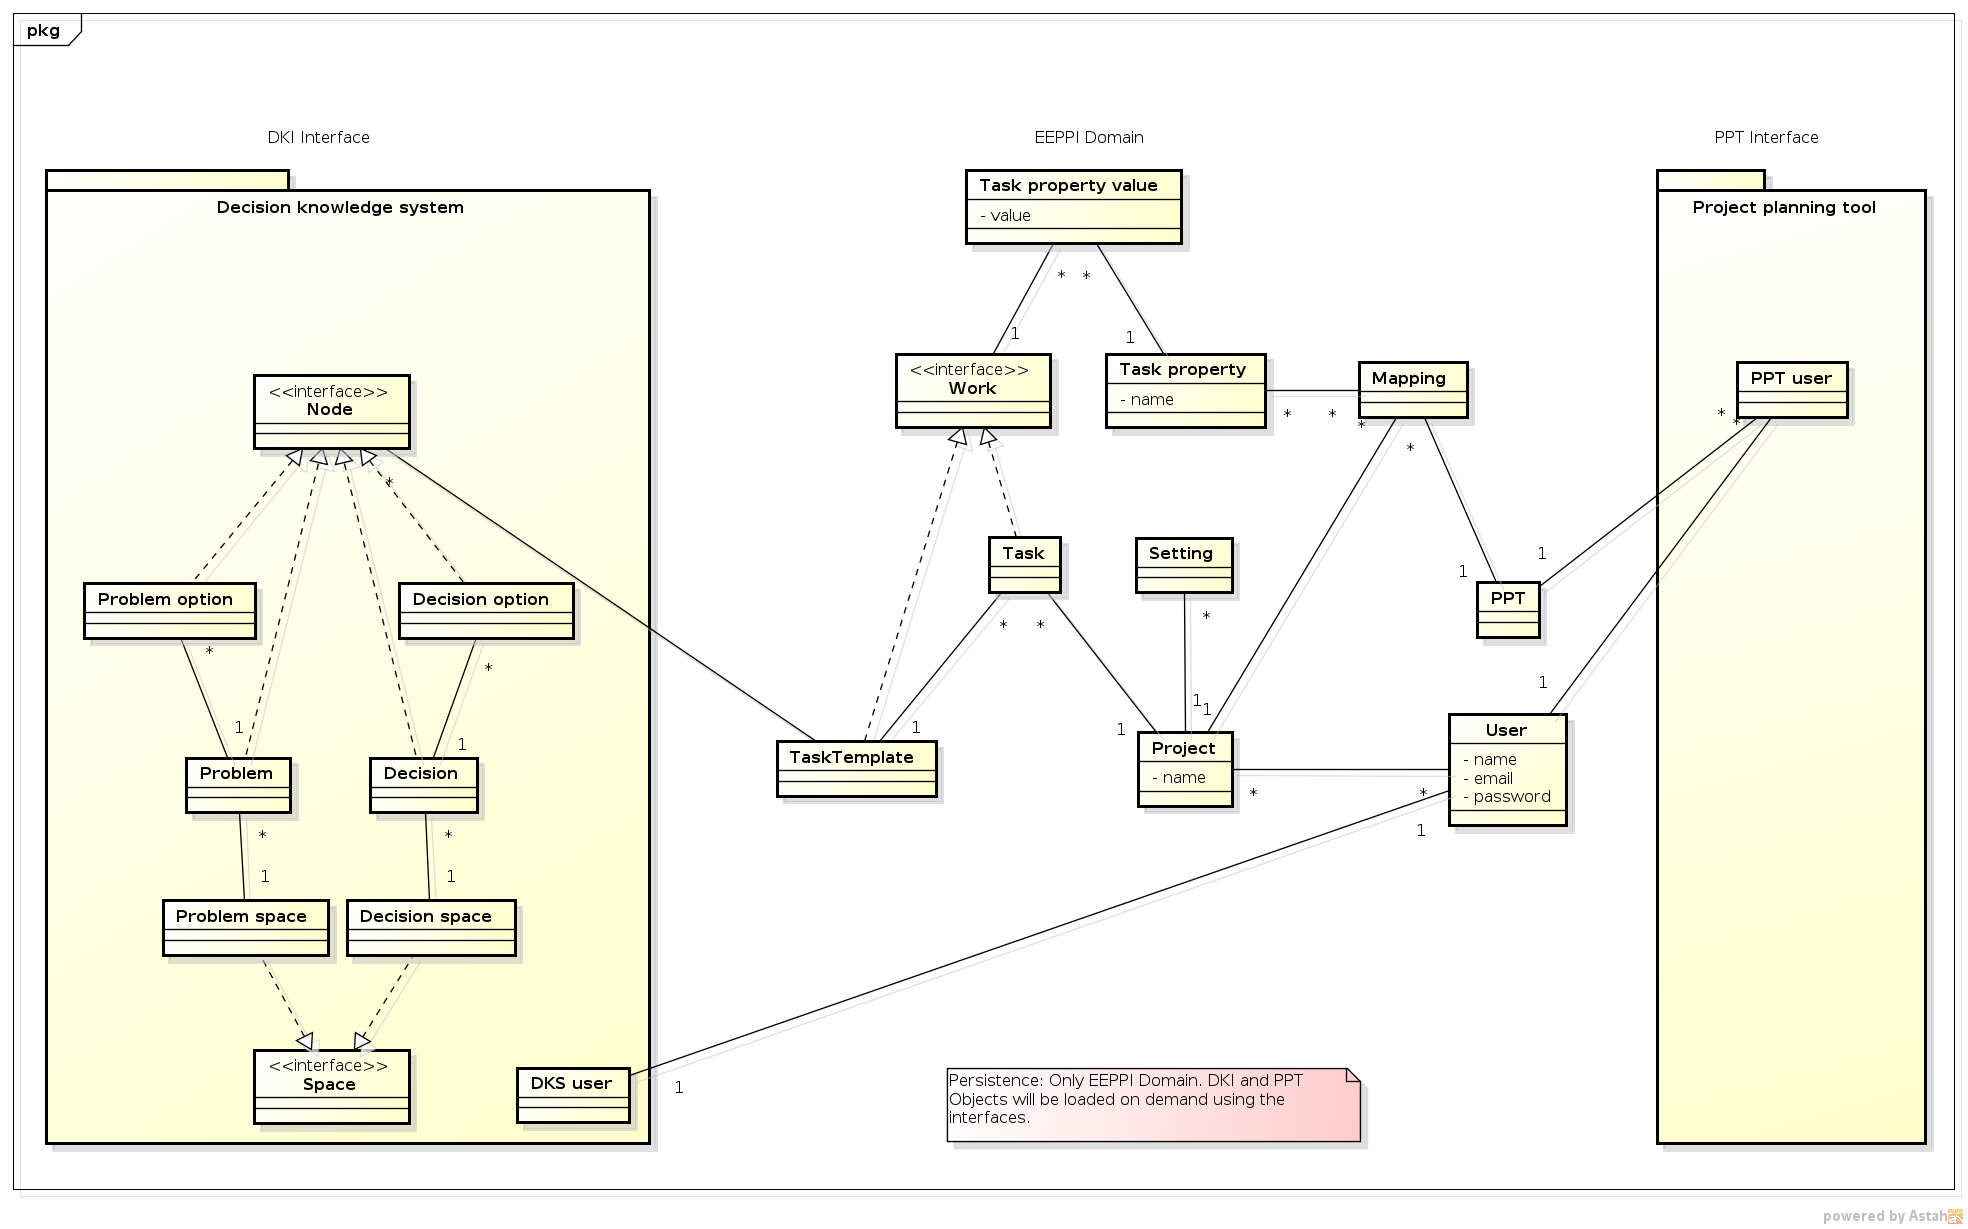 pkg
DKI Interface
EEPPI Domain
PPT Interface
Decision knowledge system
Task property value
- value
Project planning tool
* *
1
1
<<interface>>
Work
Task property
- name
Mapping
PPT user
<<interface>>
Node
* *
*
*
*
*
*
Task
Setting
1
1
PPT
Problem option
Decision option
* *
*
*
*
1
1
1
1
1
1
1
TaskTemplate
Project
- name
User
- name
- email
- password
Problem
Decision
* *
* *
1
1
1
Problem space
Decision space
<<interface>>
Space
DKS user
1
Persistence: Only EEPPI Domain. DKI and PPT
Objects will be loaded on demand using the
interfaces.
powered by Astah